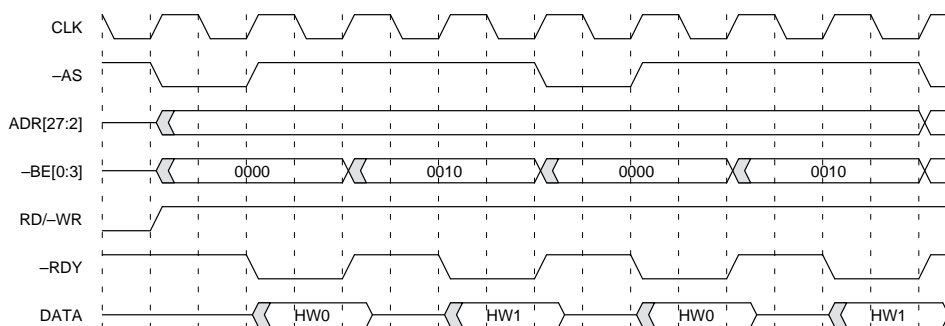 CLK
–AS
ADR[27:2]
–BE[0:3] 0000 0010 0000 0010
RD/–WR
–RDY
DATA HW0 HW1 HW0 HW1